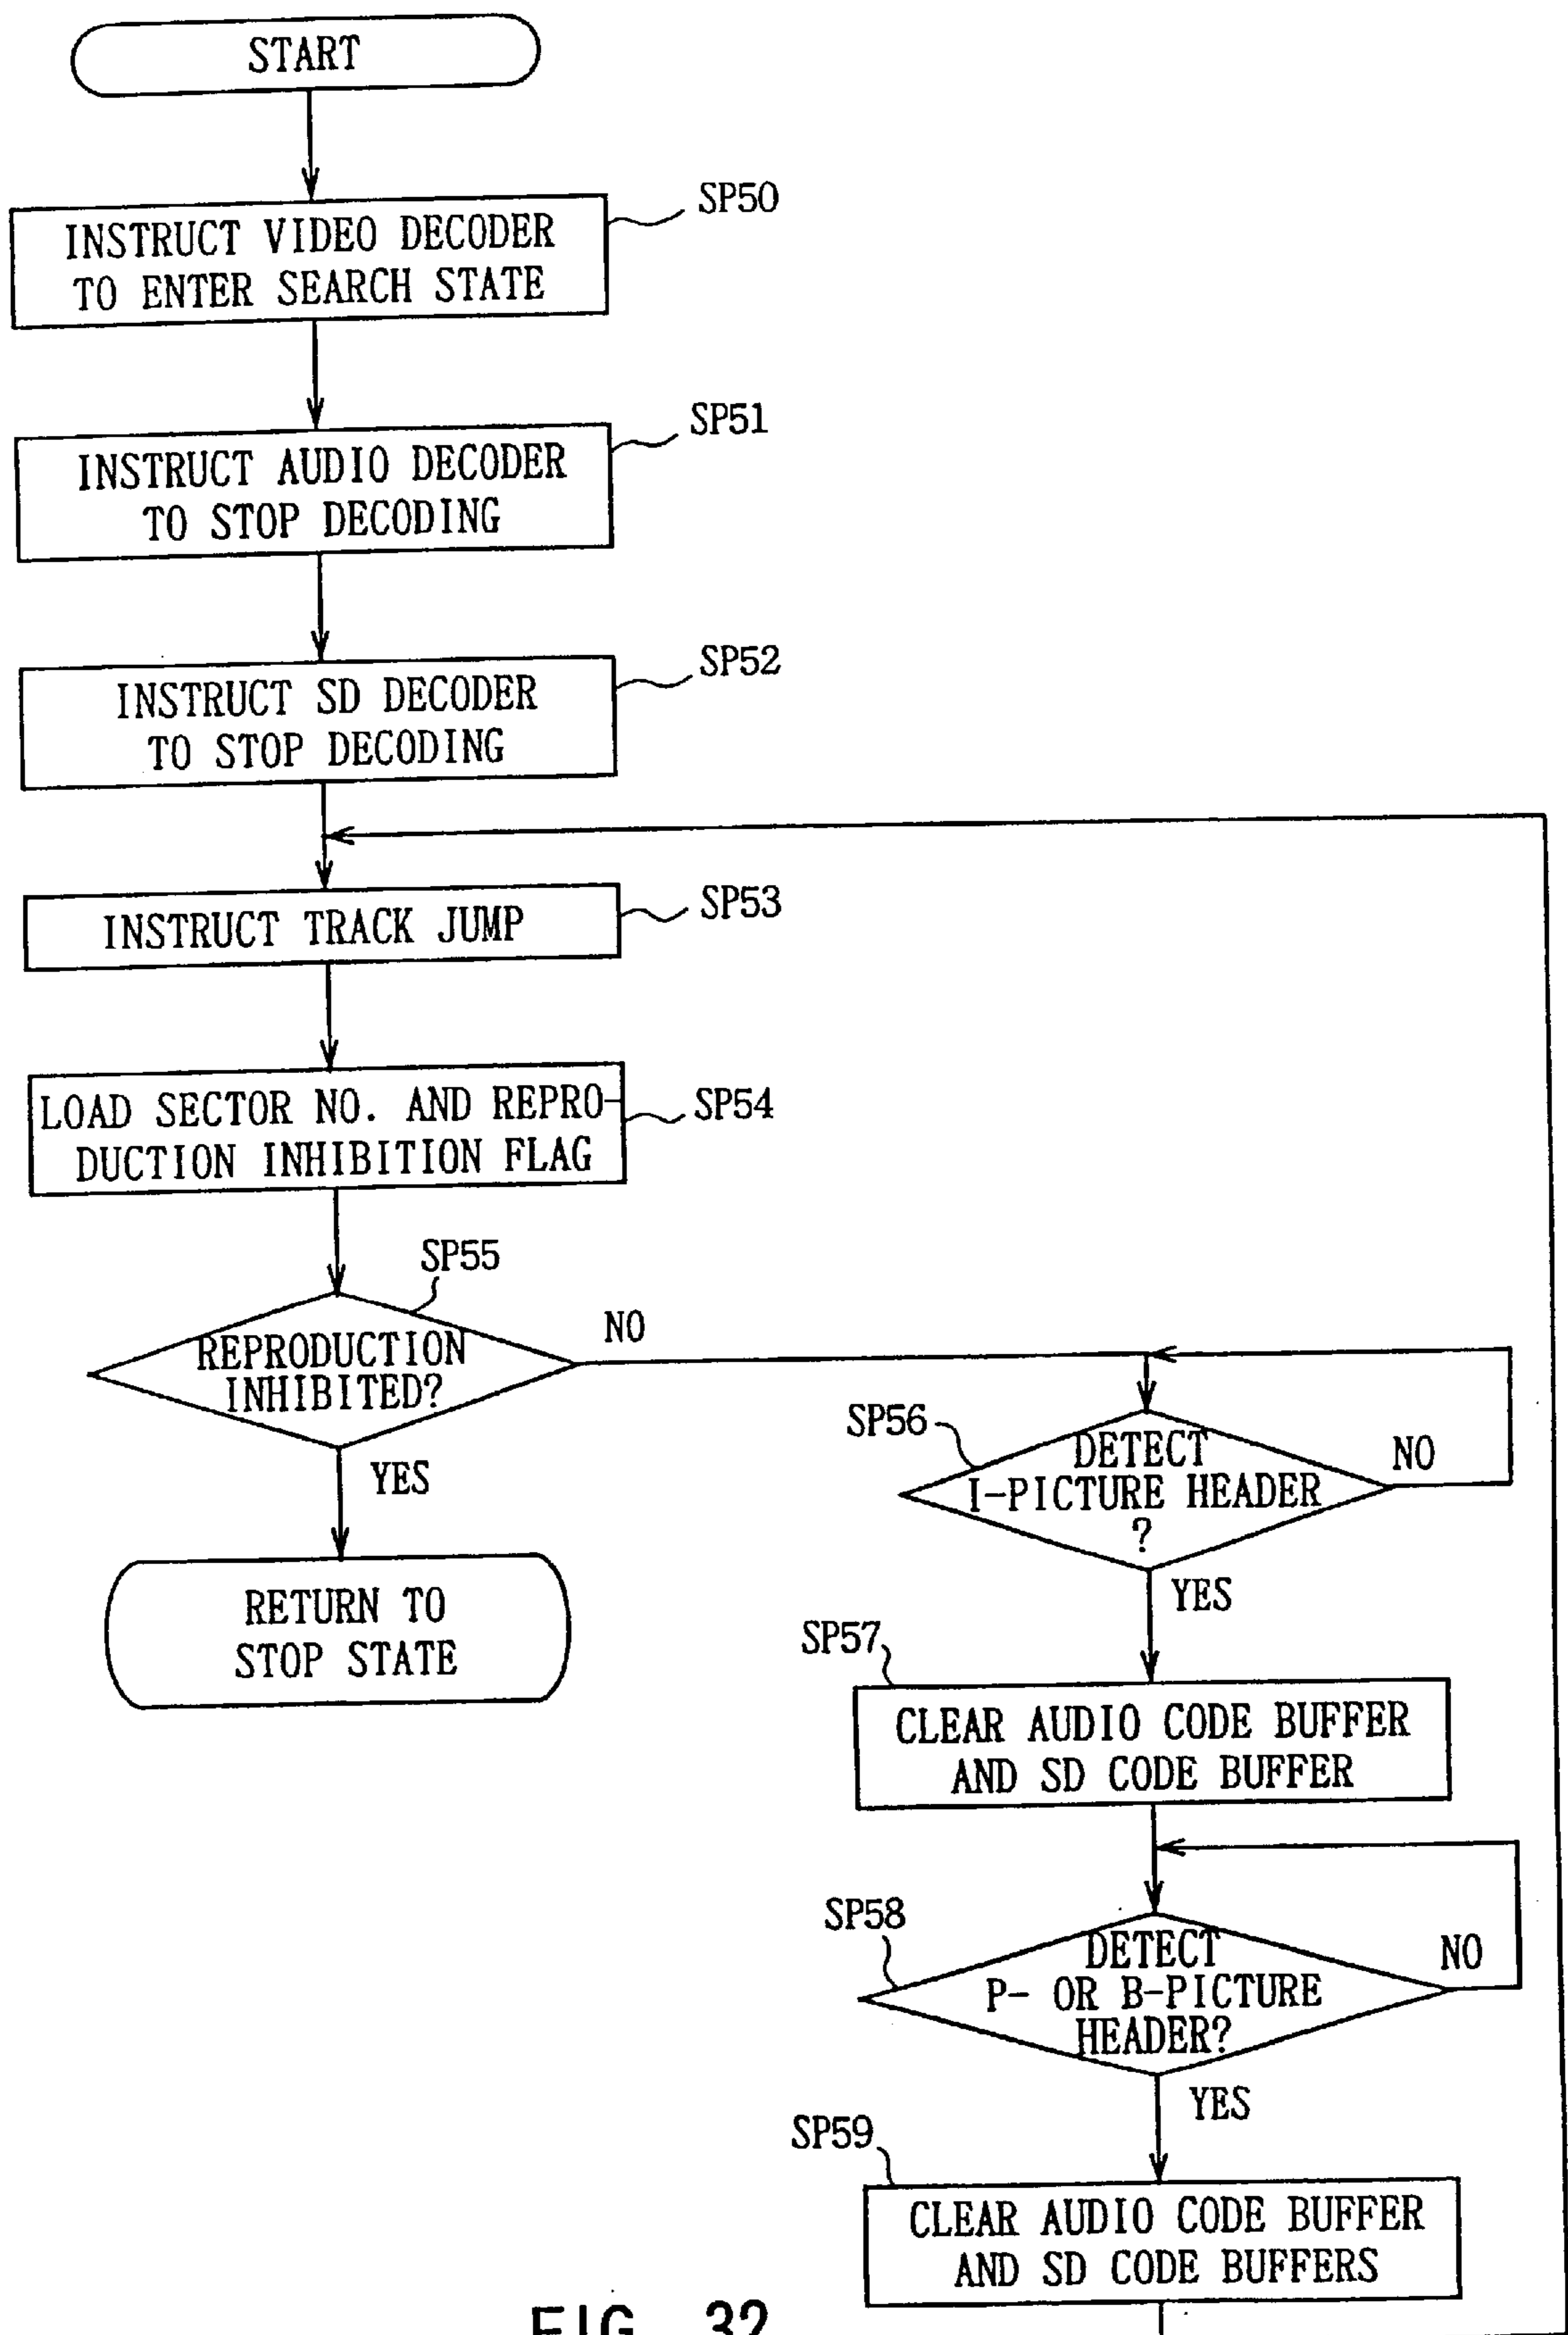 START
SP50
INSTRUCT VIDEO DECODER
TO ENTER SEARCH STATE
SP51
INSTRUCT AUDIO DECODER
TO STOP DECODING
SP52
INSTRUCT SD DECODER
TO STOP DECODING
SP53
INSTRUCT TRACK JUMP
SP54
LOAD SECTOR NO. AND REPRO-
DUCTION INHIBITION FLAG
SP55
REPRODUCTION
INHIBITED?
NO
YES
RETURN TO
STOP STATE
SP56
DETECT
I-PICTURE HEADER
?
NO
YES
SP57
CLEAR AUDIO CODE BUFFER
AND SD CODE BUFFER
SP58
DETECT
P- OR B-PICTURE
HEADER?
NO
YES
SP59
CLEAR AUDIO CODE BUFFER
AND SD CODE BUFFERS
FIG. 32